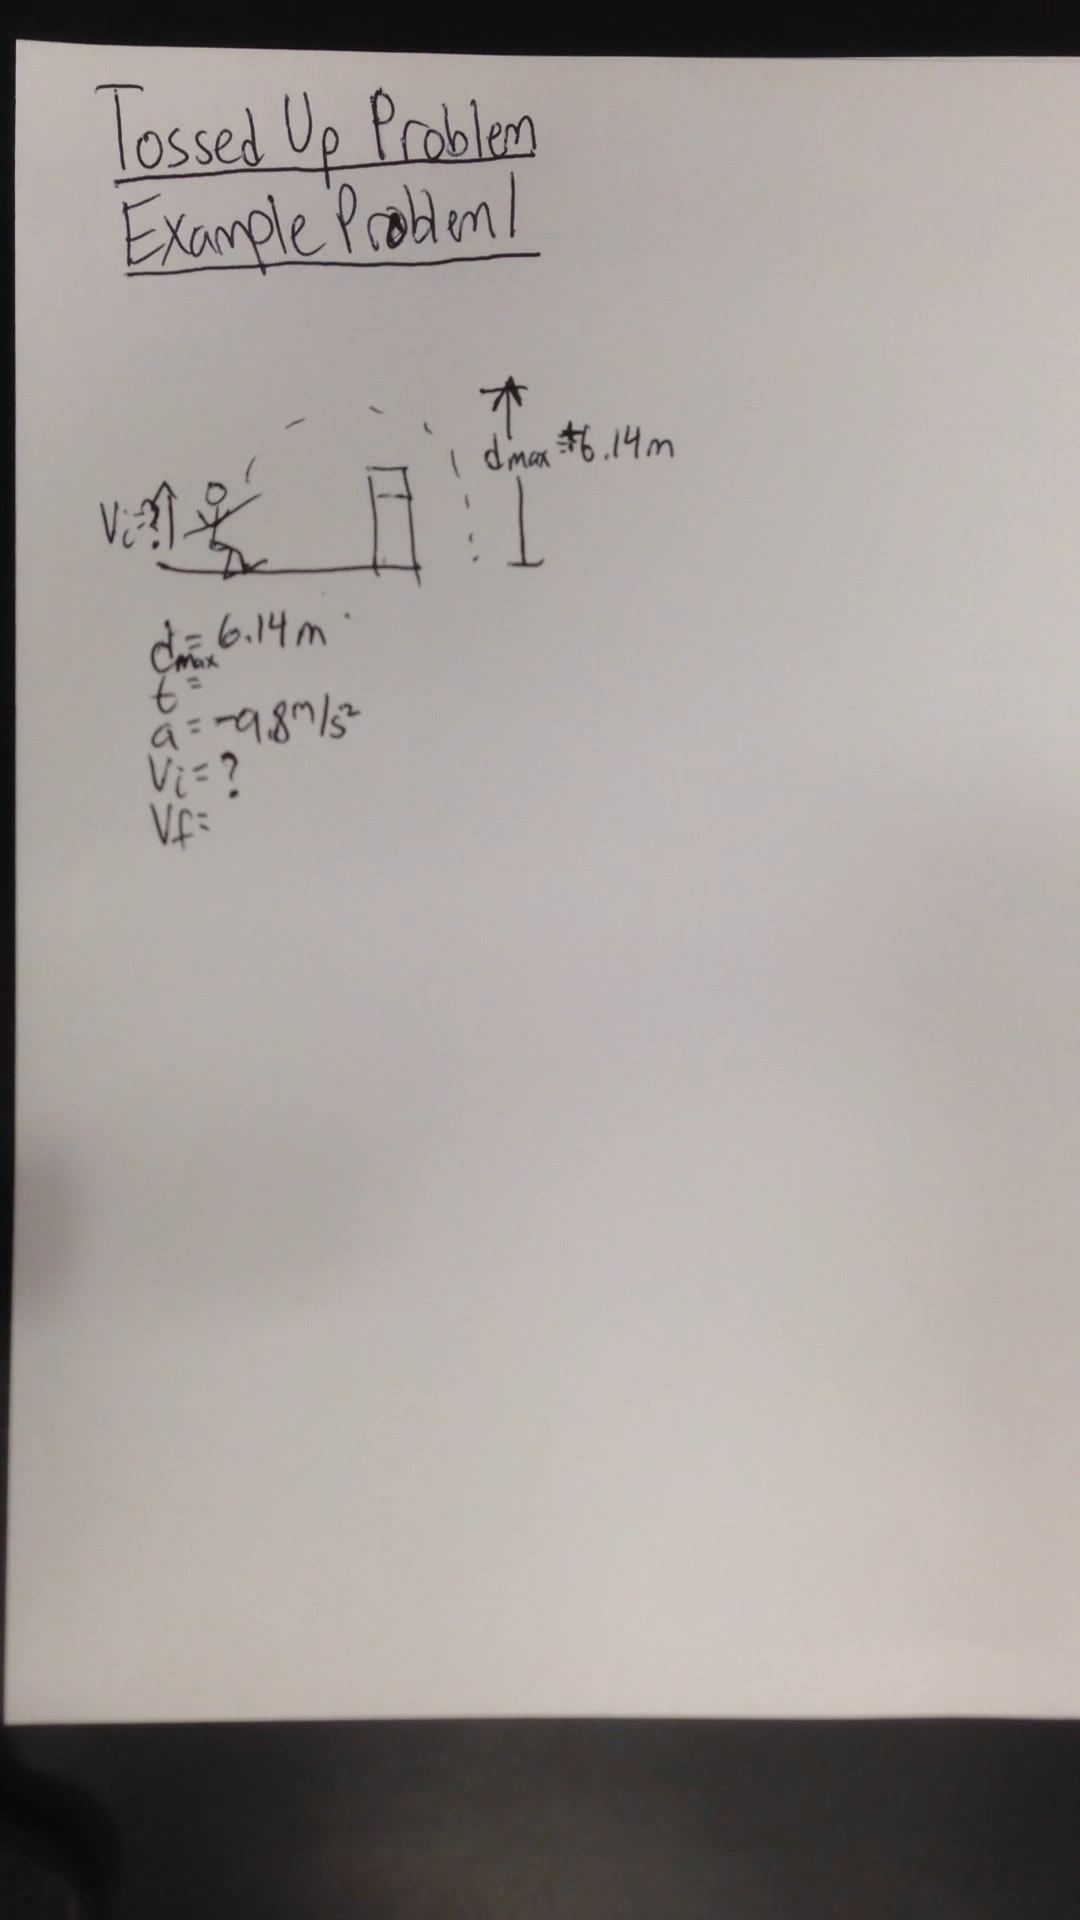 Tossed Up Problem
Example Problem 1
dmax = +6.14m
Vi=?
dmax = 6.14m
t =
a = -9.8m/s²
Vi = ?
Vf=